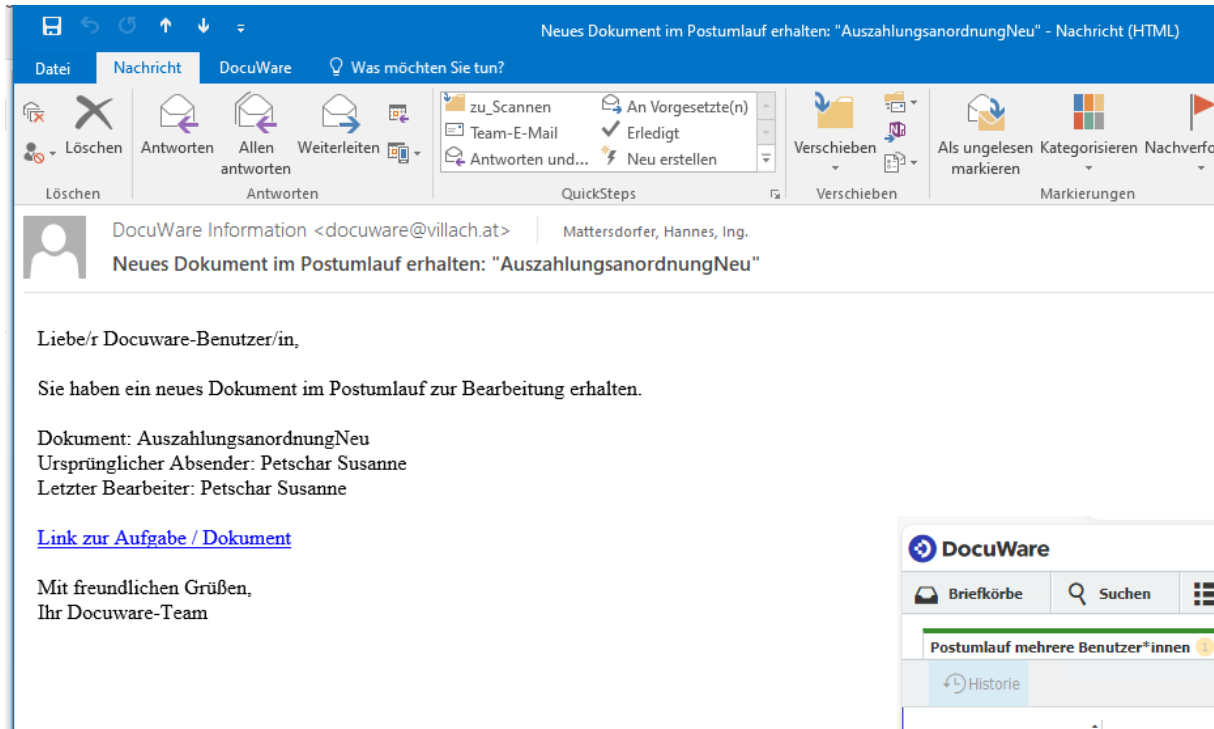 Neues Dokument im Postumlauf erhalten: "AuszahlungsanordnungNeu" - Nachricht (HTML)
Datei Nachricht DocuWare Was möchten Sie tun?
Löschen
Antworten
Allen antworten
Weiterleiten
zu_Scannen
Team-E-Mail
Antworten und...
An Vorgesetzte(n)
Erledigt
Neu erstellen
Verschieben
Als ungelesen markieren
Kategorisieren
Nachverfo
Löschen Antworten QuickSteps Verschieben Markierungen
DocuWare Information <docuware@villach.at> Mattersdorfer, Hannes, Ing.
Neues Dokument im Postumlauf erhalten: "AuszahlungsanordnungNeu"
Liebe/r Docuware-Benutzer/in,
Sie haben ein neues Dokument im Postumlauf zur Bearbeitung erhalten.
Dokument: AuszahlungsanordnungNeu
Ursprünglicher Absender: Petschar Susanne
Letzter Bearbeiter: Petschar Susanne
Link zur Aufgabe / Dokument
Mit freundlichen Grüßen,
Ihr Docuware-Team
DocuWare
Briefkörbe Suchen
Postumlauf mehrere Benutzer*innen 1
Historie